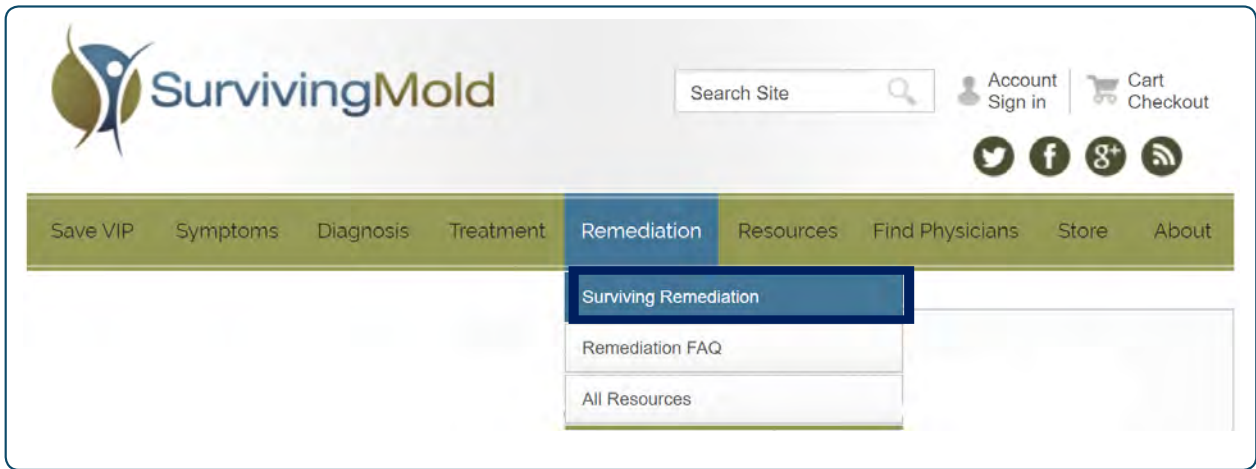 SurvivingMold
Search Site
Account
Sign in
Cart
Checkout
Save VIP Symptoms Diagnosis Treatment Remediation Resources Find Physicians Store About
Surviving Remediation
Remediation FAQ
All Resources